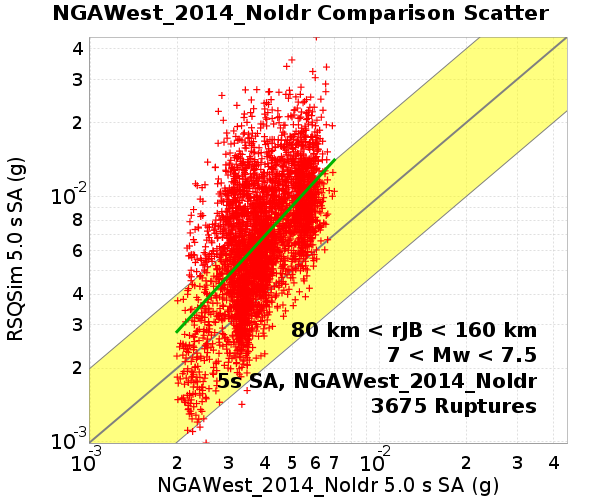 NGAWest_2014_NoIdr Comparison Scatter
RSQSim 5.0 s SA (g)
4
3
2
10-2
8
6
4
3
2
10-3
80 km < rJB < 160 km
7 < Mw < 7.5
5s SA, NGAWest_2014_NoIdr
3675 Ruptures
10-3 2 3 4 5 6 7 10-2 2 3 4
NGAWest_2014_NoIdr 5.0 s SA (g)